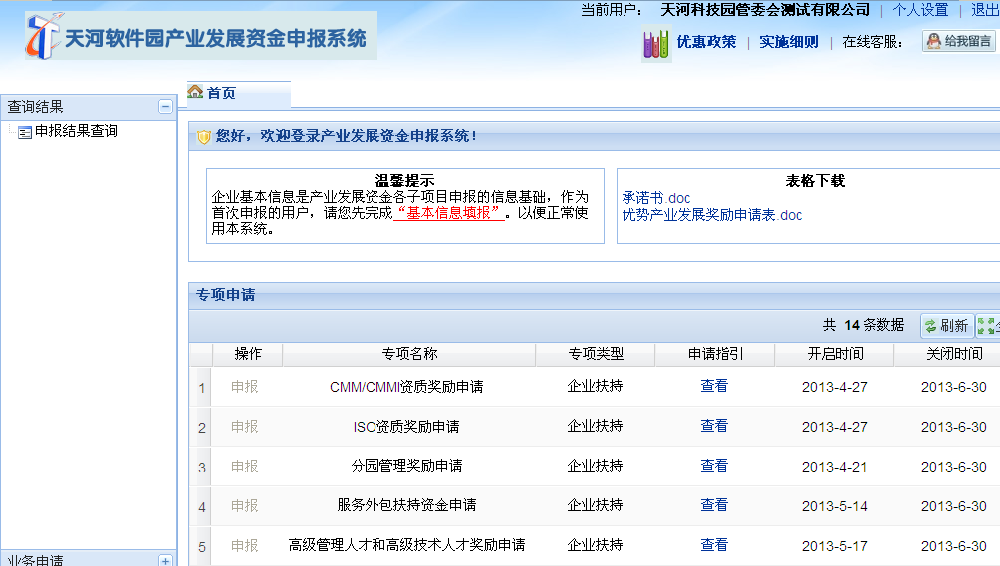 当前用户： 天河科技园管委会测试有限公司 | 个人设置 | 退出
天河软件园产业发展资金申报系统
优惠政策 | 实施细则 | 在线客服： 给我留言
首页
查询结果
申报结果查询
您好，欢迎登录产业发展资金申报系统！
温馨提示
企业基本信息是产业发展资金各子项目申报的信息基础，作为
首次申报的用户，请您先完成“基本信息填报”。以便正常使
用本系统。
表格下载
承诺书.doc
优势产业发展奖励申请表.doc
专项申请
共 14 条数据 刷新
操作 专项名称 专项类型 申请指引 开启时间 关闭时间
1 申报 CMM/CMMI资质奖励申请 企业扶持 查看 2013-4-27 2013-6-30
2 申报 ISO资质奖励申请 企业扶持 查看 2013-4-27 2013-6-30
3 申报 分园管理奖励申请 企业扶持 查看 2013-4-21 2013-6-30
4 申报 服务外包扶持资金申请 企业扶持 查看 2013-5-14 2013-6-30
5 申报 高级管理人才和高级技术人才奖励申请 企业扶持 查看 2013-5-17 2013-6-30
业务申请